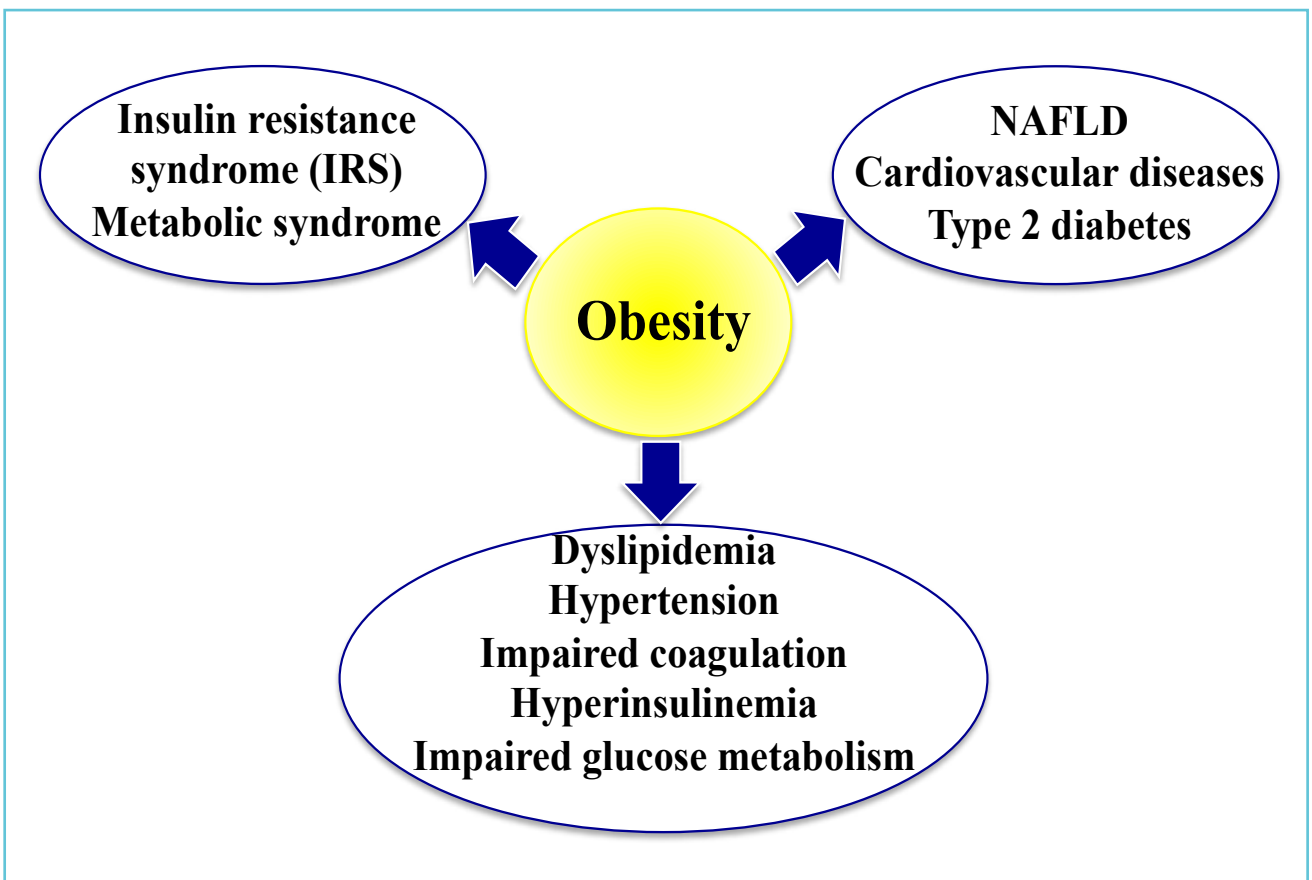 Insulin resistance
syndrome (IRS)
Metabolic syndrome
NAFLD
Cardiovascular diseases
Type 2 diabetes
Obesity
Dyslipidemia
Hypertension
Impaired coagulation
Hyperinsulinemia
Impaired glucose metabolism